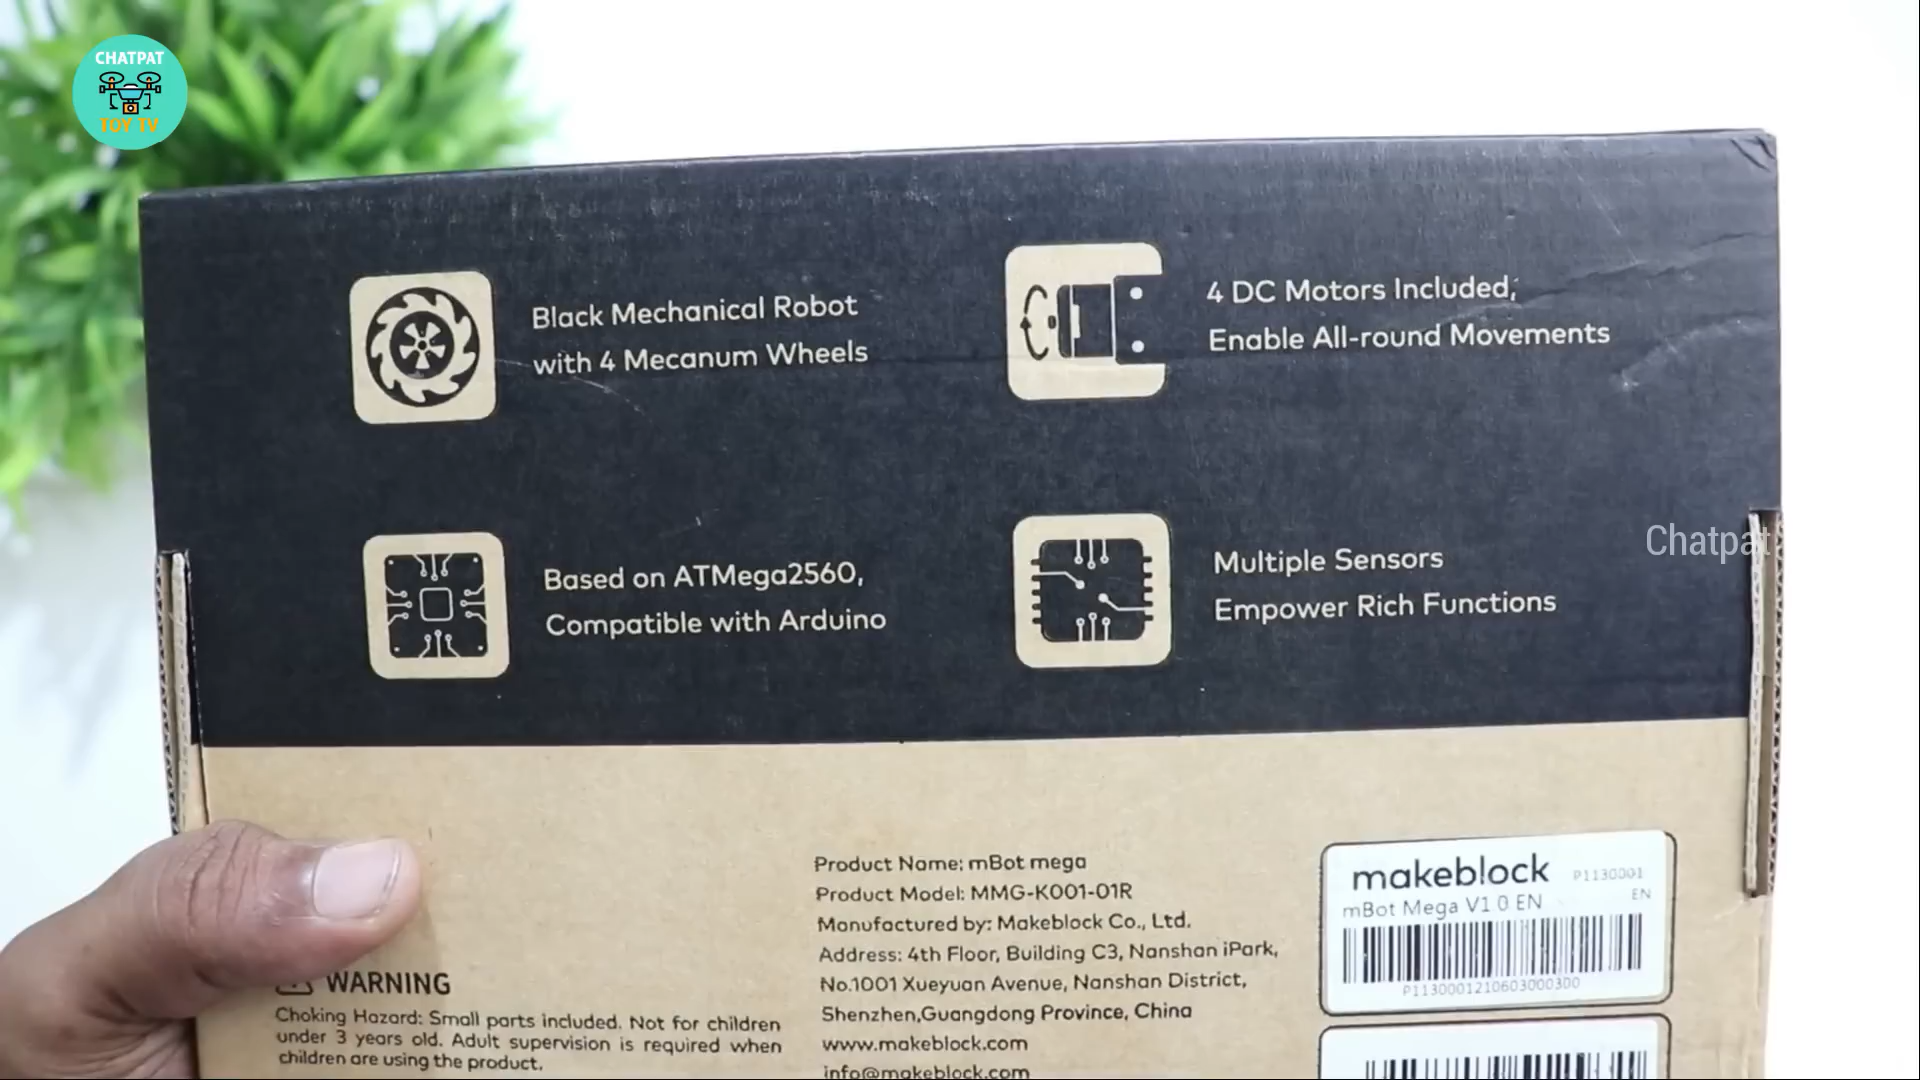 CHATPAT
TOY TV
Black Mechanical Robot
with 4 Mecanum Wheels
4 DC Motors Included,
Enable All-round Movements
Based on ATMega2560,
Compatible with Arduino
Multiple Sensors
Empower Rich Functions
Chatpat
WARNING
Choking Hazard: Small parts included. Not for children
under 3 years old. Adult supervision is required when
children are using the product.
Product Name: mBot mega
Product Model: MMG-K001-01R
Manufactured by: Makeblock Co., Ltd.
Address: 4th Floor, Building C3, Nanshan iPark,
No.1001 Xueyuan Avenue, Nanshan District,
Shenzhen,Guangdong Province, China
www.makeblock.com
info@makeblock.com
makeblock P1130001
EN
mBot Mega V1.0 EN
P1130001210603000300